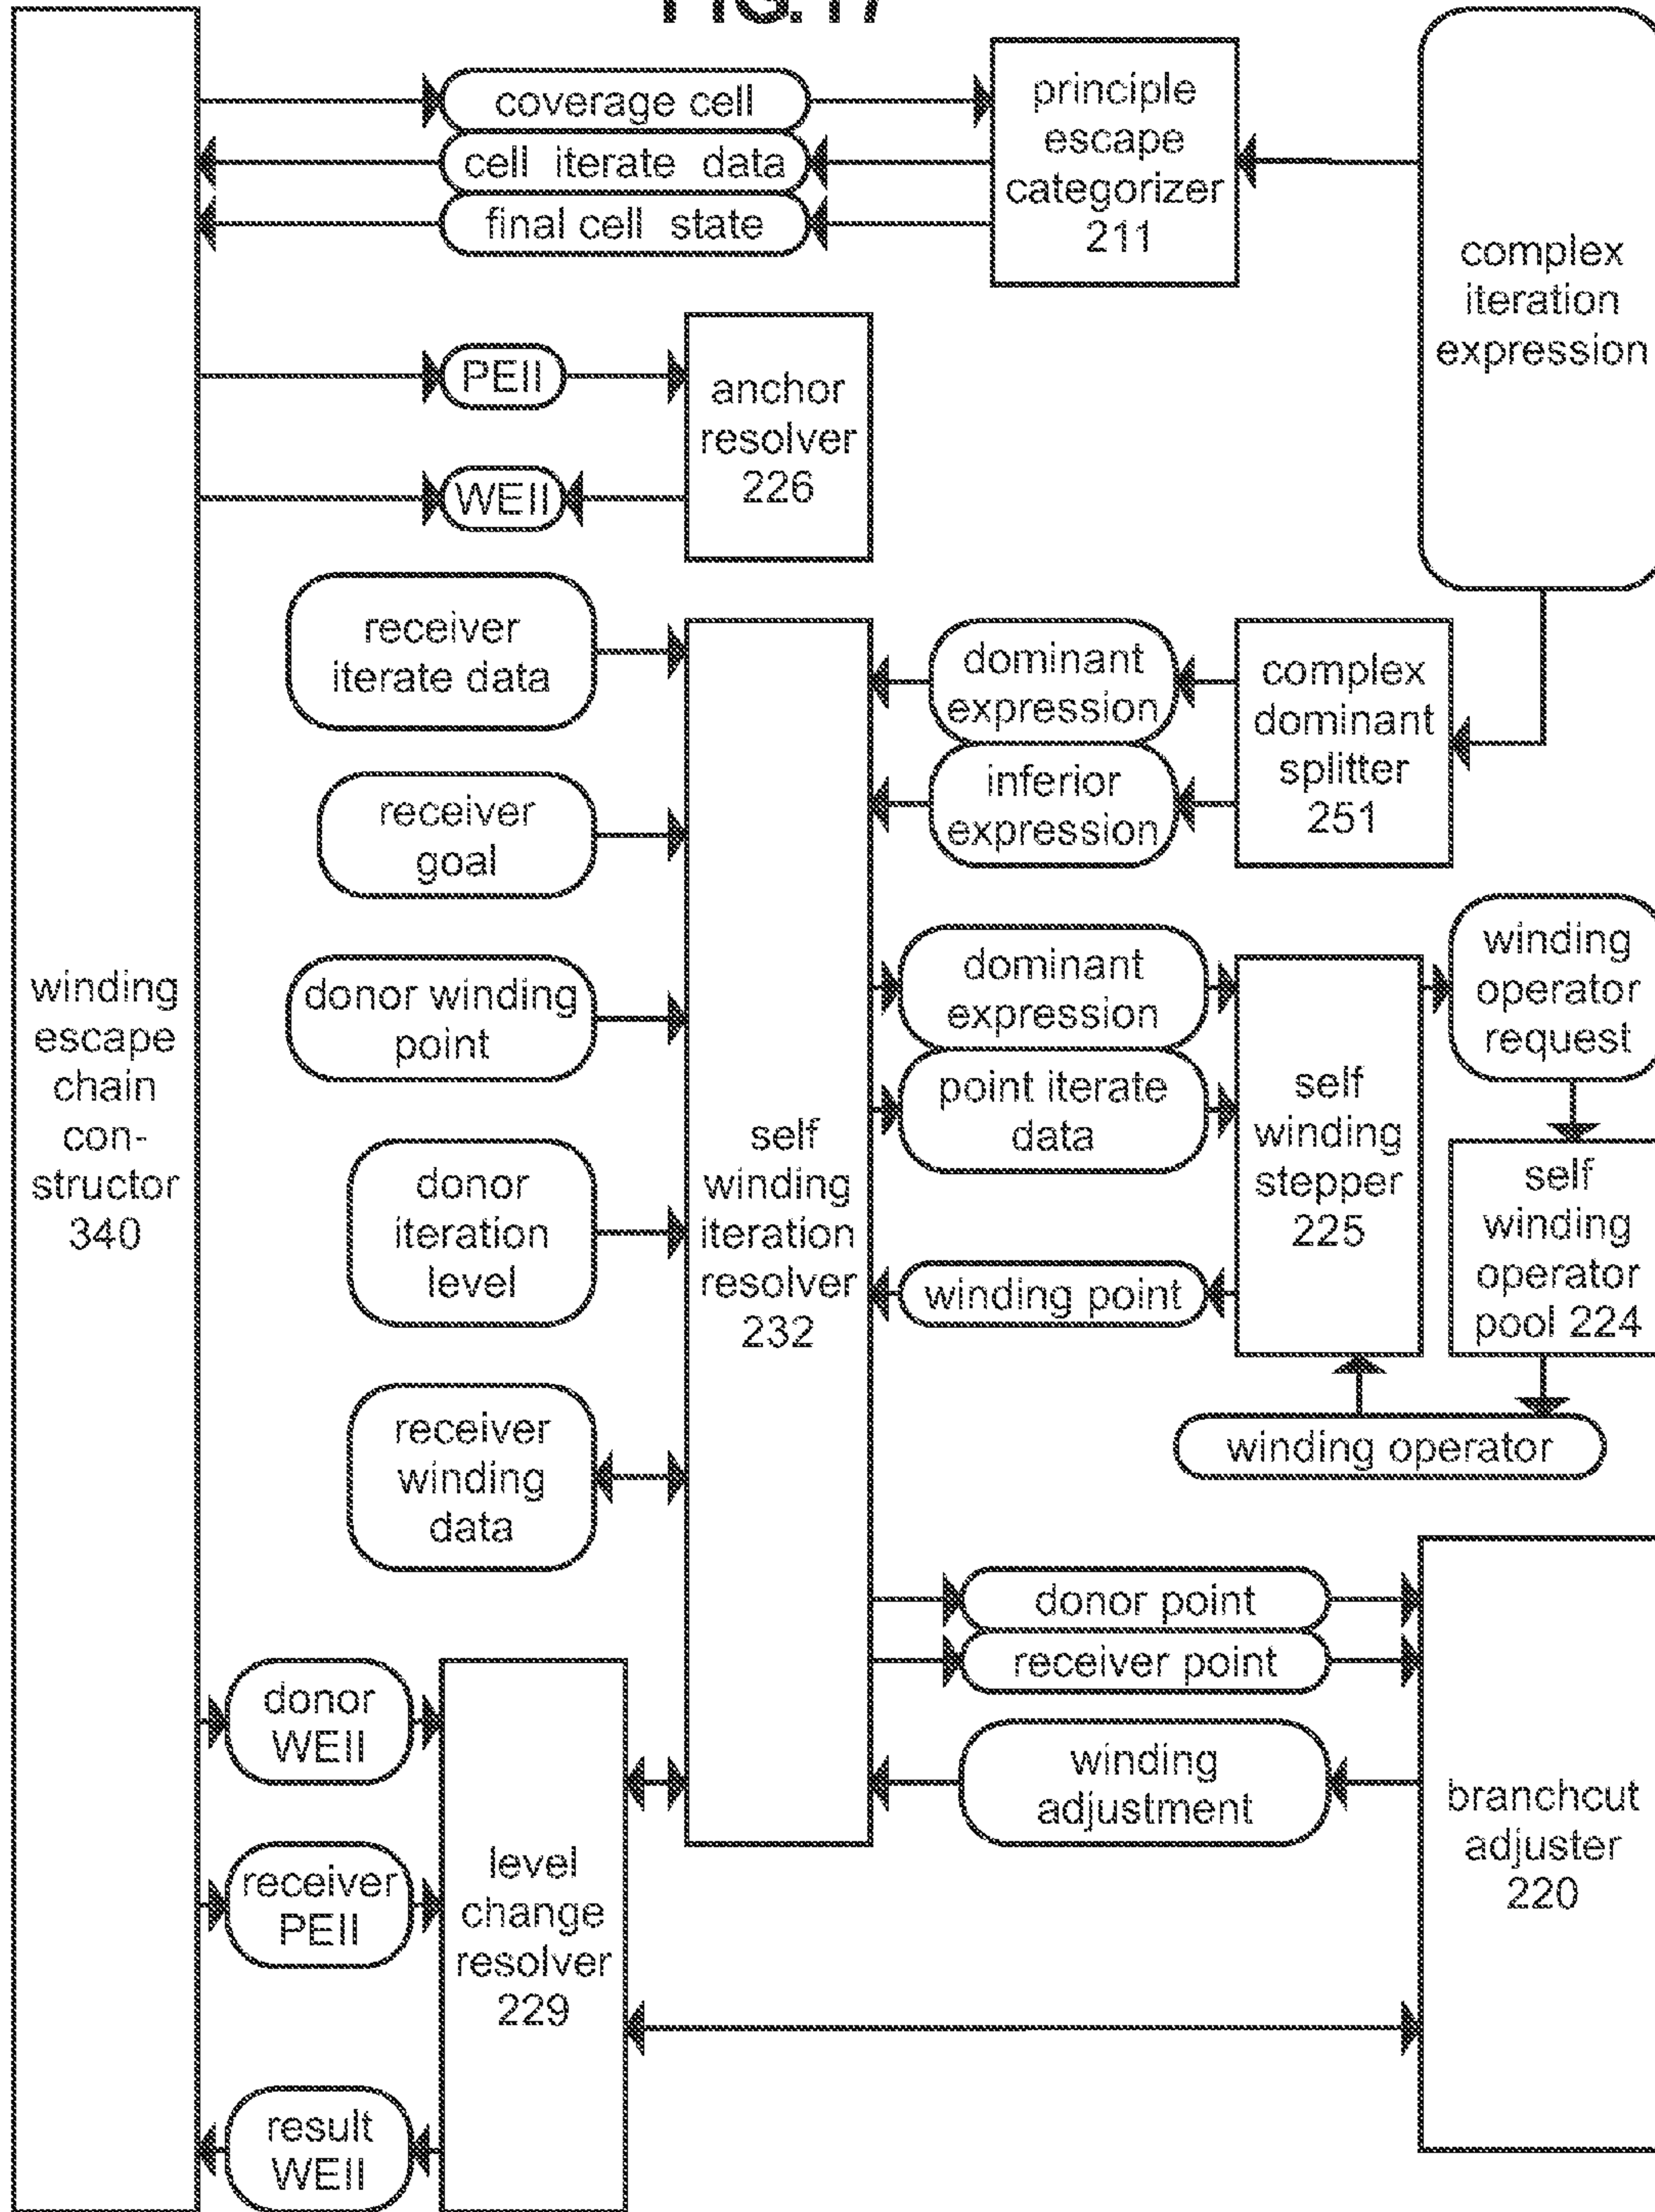 FIG. 17
coverage cell
cell iterate data
final cell state
principle
escape
categorizer
211
complex
iteration
expression
PEII
WEII
anchor
resolver
226
receiver
iterate data
receiver
goal
donor winding
point
donor
iteration
level
receiver
winding
data
winding
escape
chain
con-
structor
340
self
winding
iteration
resolver
232
dominant
expression
inferior
expression
complex
dominant
splitter
251
dominant
expression
point iterate
data
winding point
self
winding
stepper
225
winding
operator
request
self
winding
operator
pool 224
winding operator
donor point
receiver point
winding
adjustment
branchcut
adjuster
220
donor
WEII
receiver
PEII
result
WEII
level
change
resolver
229